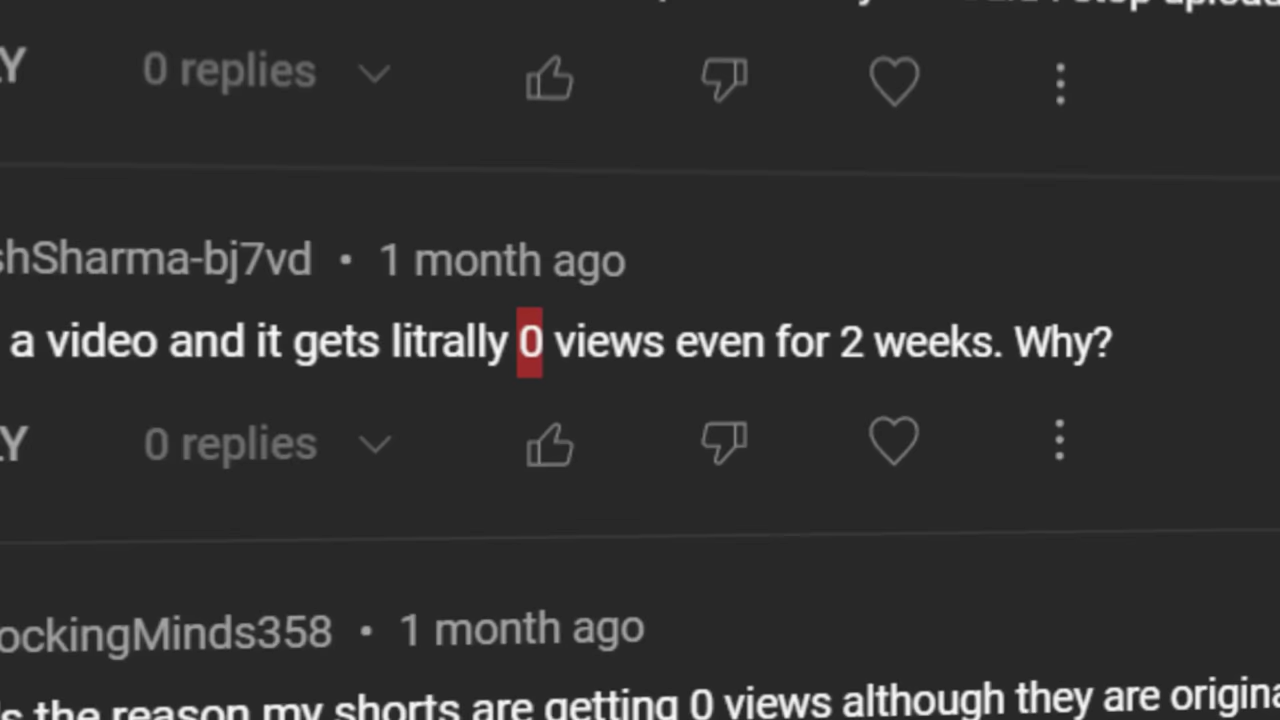 0 replies
shSharma-bj7vd • 1 month ago
a video and it gets litrally 0 views even for 2 weeks. Why?
LY 0 replies
ockingMinds358 • 1 month ago
the reason my shorts are getting 0 views although they are origina